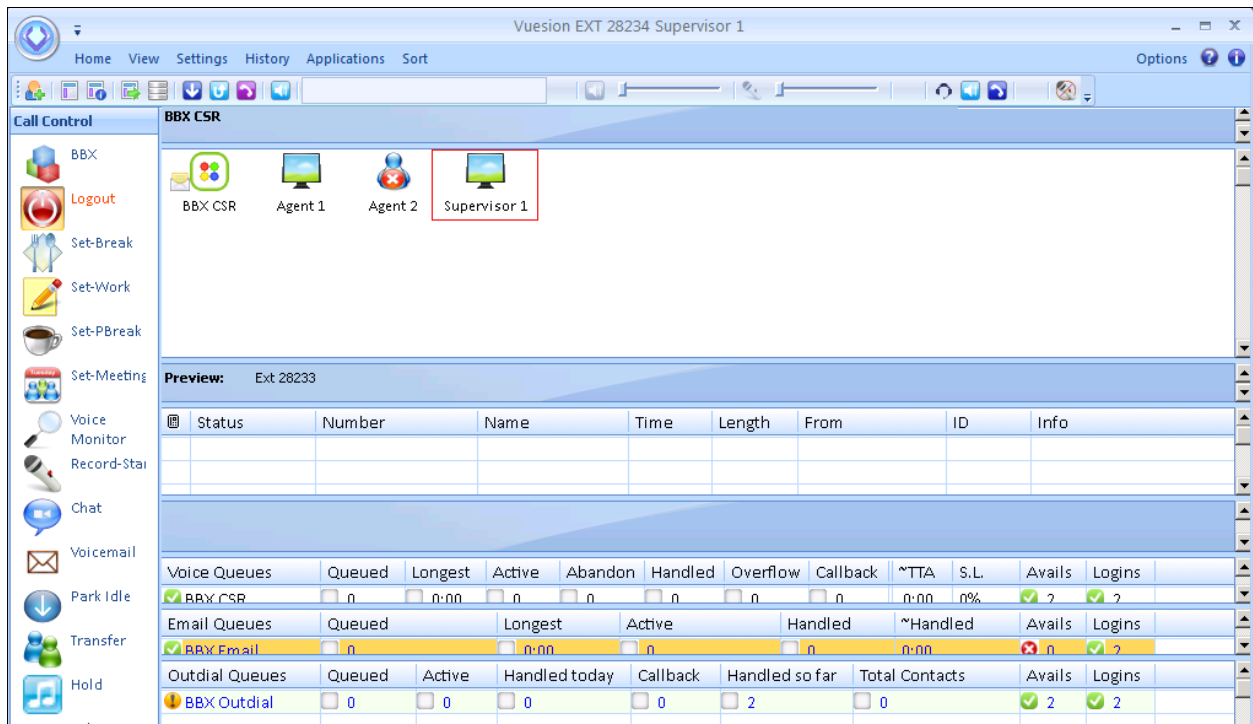 Vuesion EXT 28234 Supervisor 1
Home View Settings History Applications Sort Options
Call Control
BBX
Logout
Set-Break
Set-Work
Set-PBreak
Set-Meeting
Voice
Monitor
Record-Star
Chat
Voicemail
Park Idle
Transfer
Hold
BBX CSR
BBX CSR Agent 1 Agent 2 Supervisor 1
Preview: Ext 28233
Status Number Name Time Length From ID Info
Voice Queues Queued Longest Active Abandon Handled Overflow Callback ~TTA S.L. Avails Logins
BBX CSR 0 0:00 0 0 0 0 0 0:00 0% 2 2
Email Queues Queued Longest Active Handled ~Handled Avails Logins
BBX Email 0 0:00 0 0 0:00 0 2
Outdial Queues Queued Active Handled today Callback Handled so far Total Contacts Avails Logins
BBX Outdial 0 0 0 0 2 0 2 2